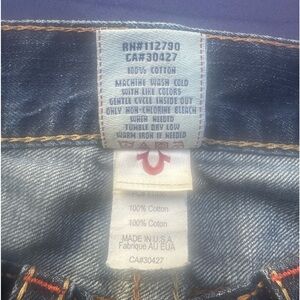 RN#112790
CA#30427
100% COTTON
MACHINE WASH COLD
WITH LIKE COLORS
GENTLE CYCLE INSIDE OUT
ONLY NON-CHLORINE BLEACH
WHEN NEEDED
TUMBLE DRY LOW
WARM IRON IF NEEDED
100% Cotton
100% Cotton
MADE IN U.S.A
Fabrique AU EUA
CA#30427